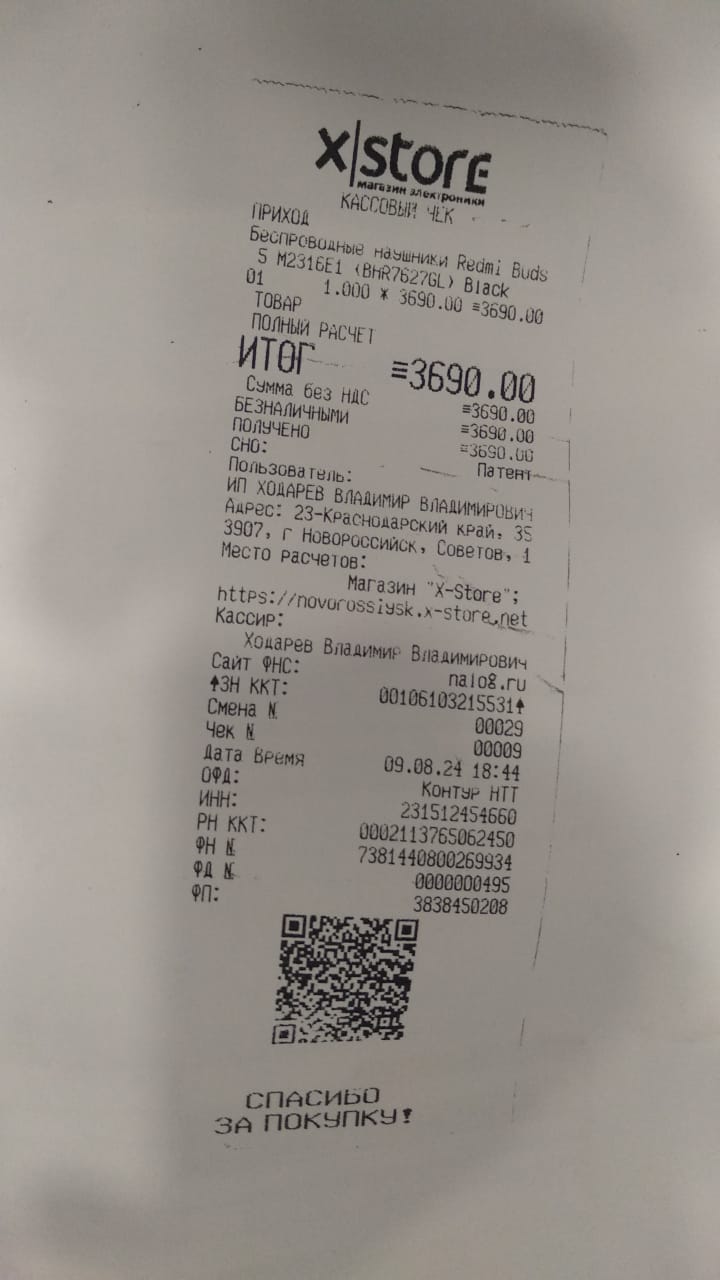 x|store
магазин электроники
КАССОВЫЙ ЧЕК
ПРИХОД
Беспроводные наушники Redmi Buds
5 M2316E1 (BHR7627GL) Black
01 1.000 * 3690.00 ≡3690.00
ТОВАР
ПОЛНЫЙ РАСЧЕТ
ИТОГ ≡3690.00
Сумма без НДС ≡3690.00
БЕЗНАЛИЧНЫМИ ≡3690.00
ПОЛУЧЕНО ≡3690.00
СНО: Патент
Пользователь:
ИП ХОДАРЕВ ВЛАДИМИР ВЛАДИМИРОВИЧ
Адрес: 23-Краснодарский край, 35
3907, г Новороссийск, Советов, 1
Место расчетов:
Магазин "X-Store";
https://novorossiysk.x-store.net
Кассир:
Ходарев Владимир Владимирович
Сайт ФНС: nalog.ru
↑ЗН ККТ: 00106103215531↑
Смена № 00029
Чек № 00009
Дата Время 09.08.24 18:44
ОФД: Контур НТТ
ИНН: 231512454660
РН ККТ: 0002113765062450
ФН № 7381440800269934
ФД № 0000000495
ФП: 3838450208
СПАСИБО
ЗА ПОКУПКУ!